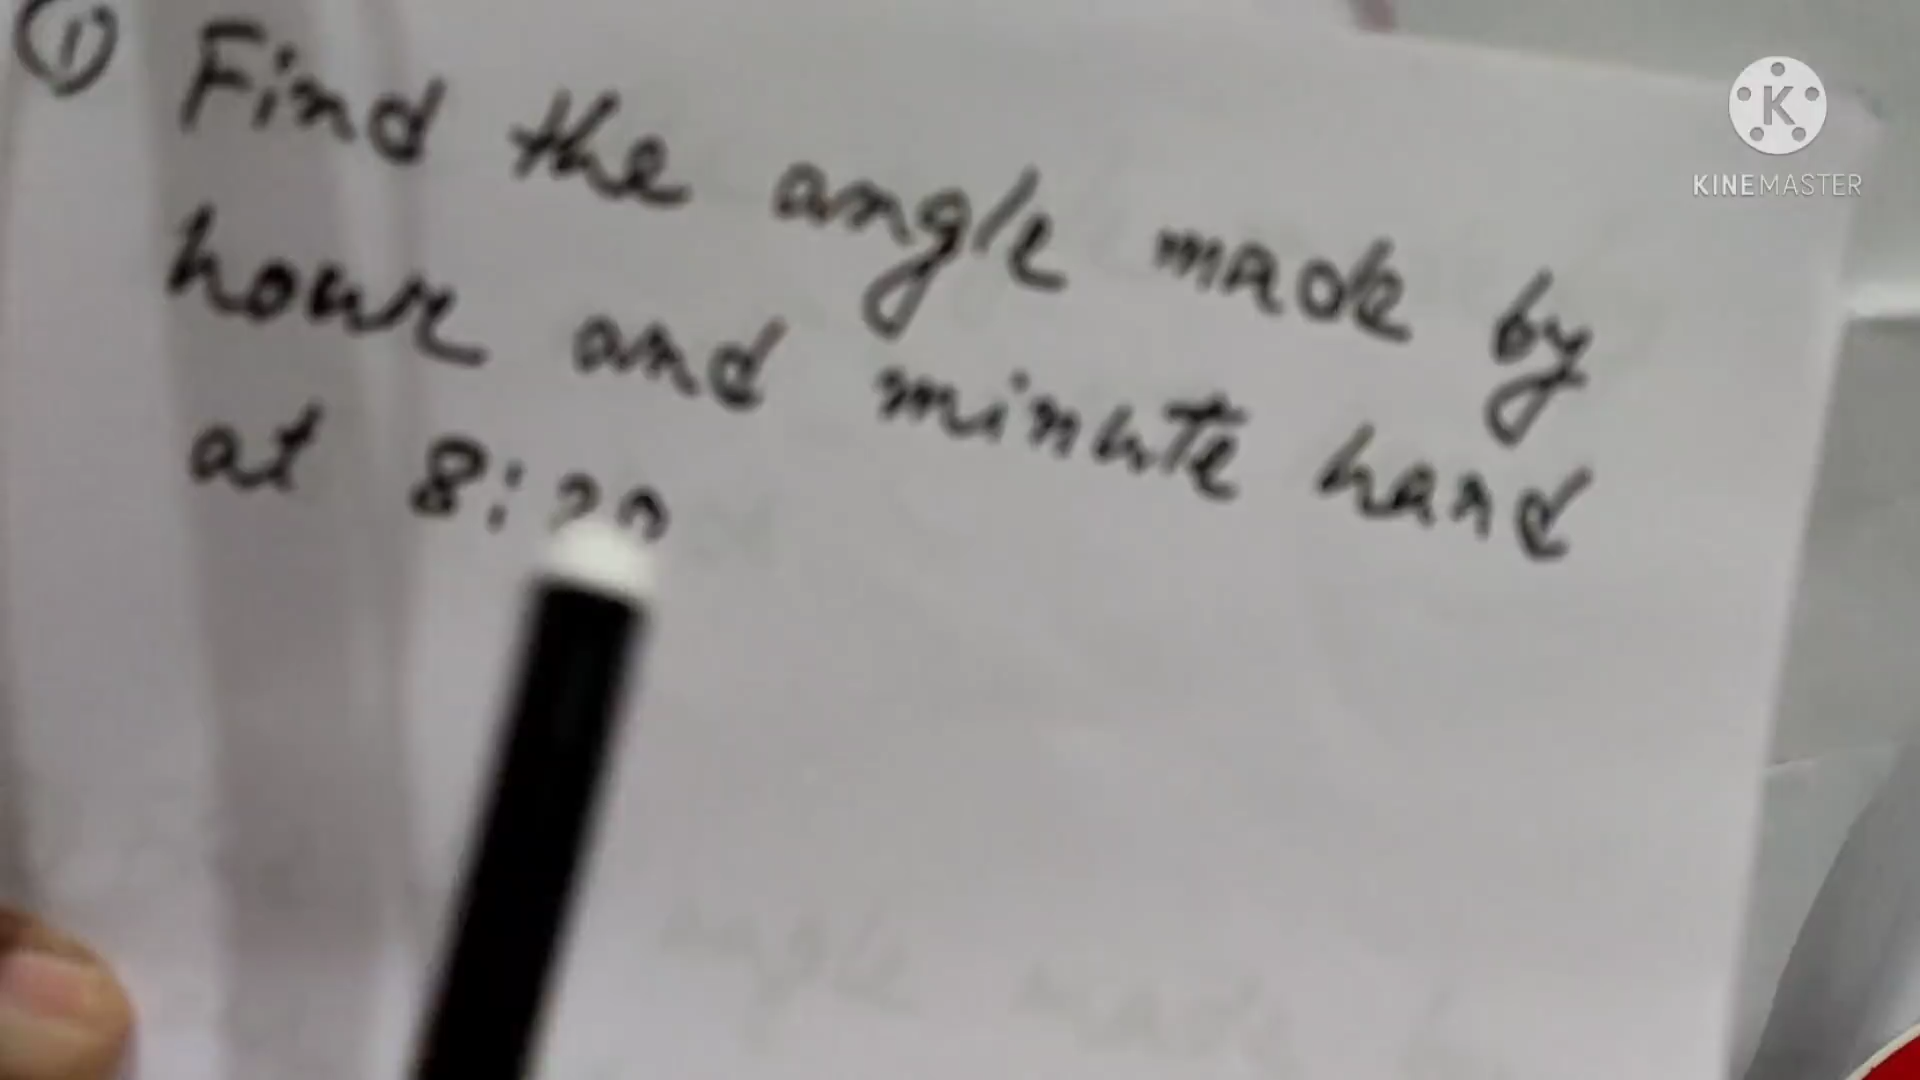 ① Find the angle made by
hour and minute hand
at 8:
KINEMASTER